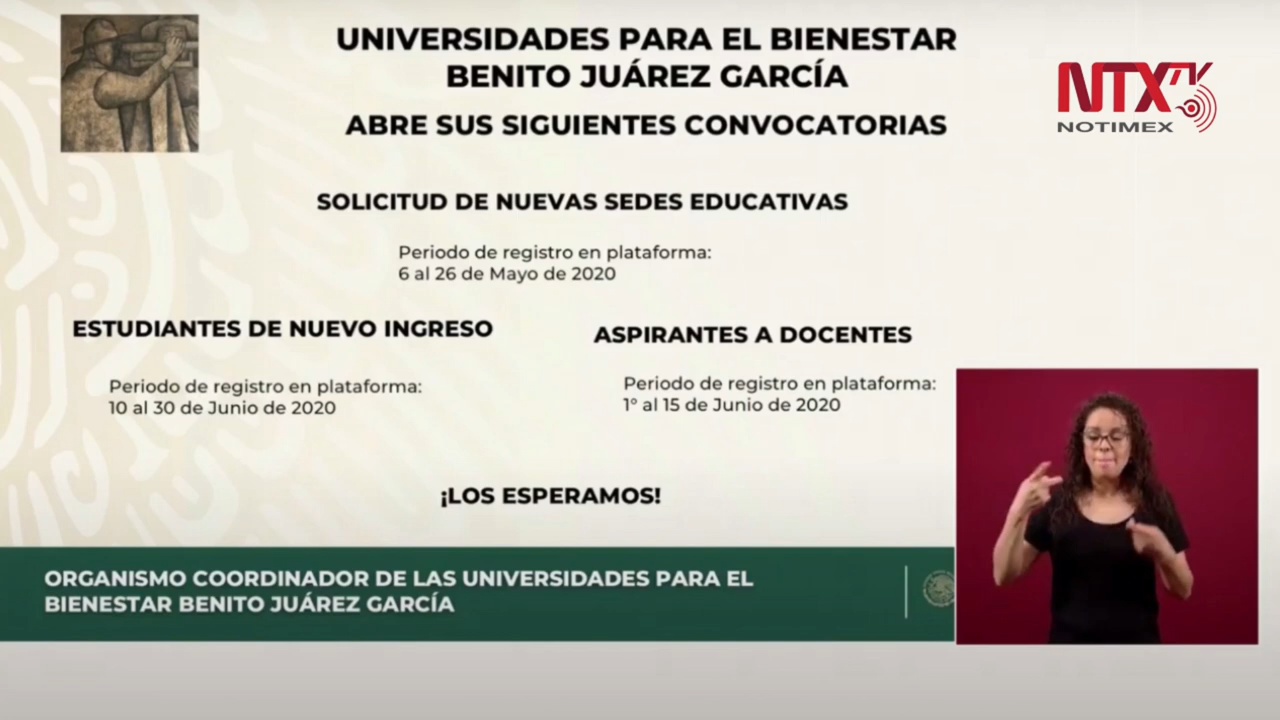 UNIVERSIDADES PARA EL BIENESTAR
BENITO JUÁREZ GARCÍA
ABRE SUS SIGUIENTES CONVOCATORIAS
NTX TV
NOTIMEX
SOLICITUD DE NUEVAS SEDES EDUCATIVAS
Periodo de registro en plataforma:
6 al 26 de Mayo de 2020
ESTUDIANTES DE NUEVO INGRESO
Periodo de registro en plataforma:
10 al 30 de Junio de 2020
ASPIRANTES A DOCENTES
Periodo de registro en plataforma:
1° al 15 de Junio de 2020
¡LOS ESPERAMOS!
ORGANISMO COORDINADOR DE LAS UNIVERSIDADES PARA EL
BIENESTAR BENITO JUÁREZ GARCÍA